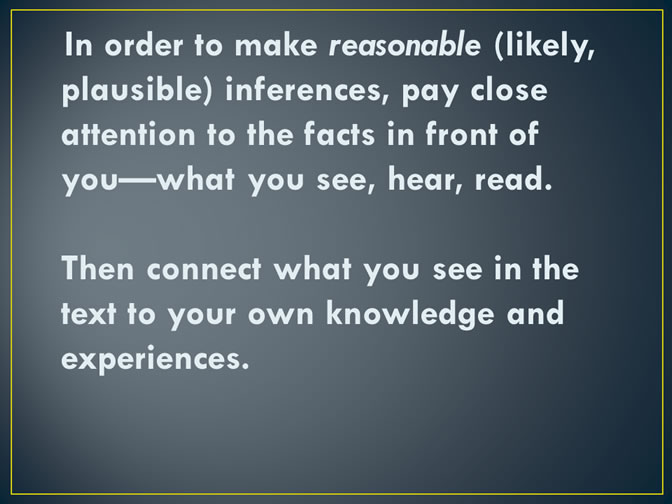 In order to make reasonable (likely,
plausible) inferences, pay close
attention to the facts in front of
you—what you see, hear, read.
Then connect what you see in the
text to your own knowledge and
experiences.